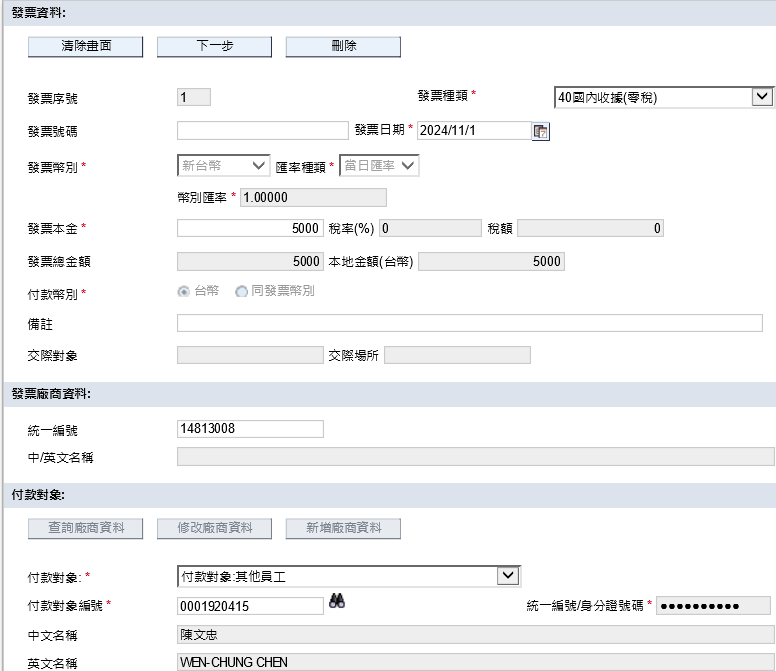 發票資料:
清除畫面 下一步 刪除
發票序號 1 發票種類 * 40國內收據(零稅)
發票號碼 發票日期 * 2024/11/1
發票幣別 * 新台幣 匯率種類 * 當日匯率
幣別匯率 * 1.00000
發票本金 * 5000 稅率(%) 0 稅額 0
發票總金額 5000 本地金額(台幣) 5000
付款幣別 * 台幣 同發票幣別
備註
交際對象 交際場所
發票廠商資料:
統一編號 14813008
中/英文名稱
付款對象:
查詢廠商資料 修改廠商資料 新增廠商資料
付款對象: * 付款對象:其他員工
付款對象編號 * 0001920415 統一編號/身分證號碼 * ●●●●●●●●●●
中文名稱 陳文忠
英文名稱 WEN-CHUNG CHEN